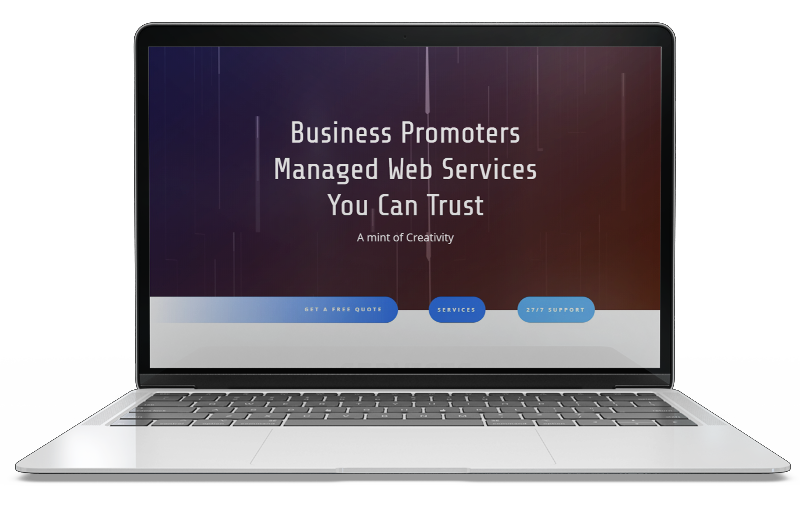 Business Promoters
Managed Web Services
You Can Trust
A mint of Creativity
GET A FREE QUOTE
SERVICES
27/7 SUPPORT